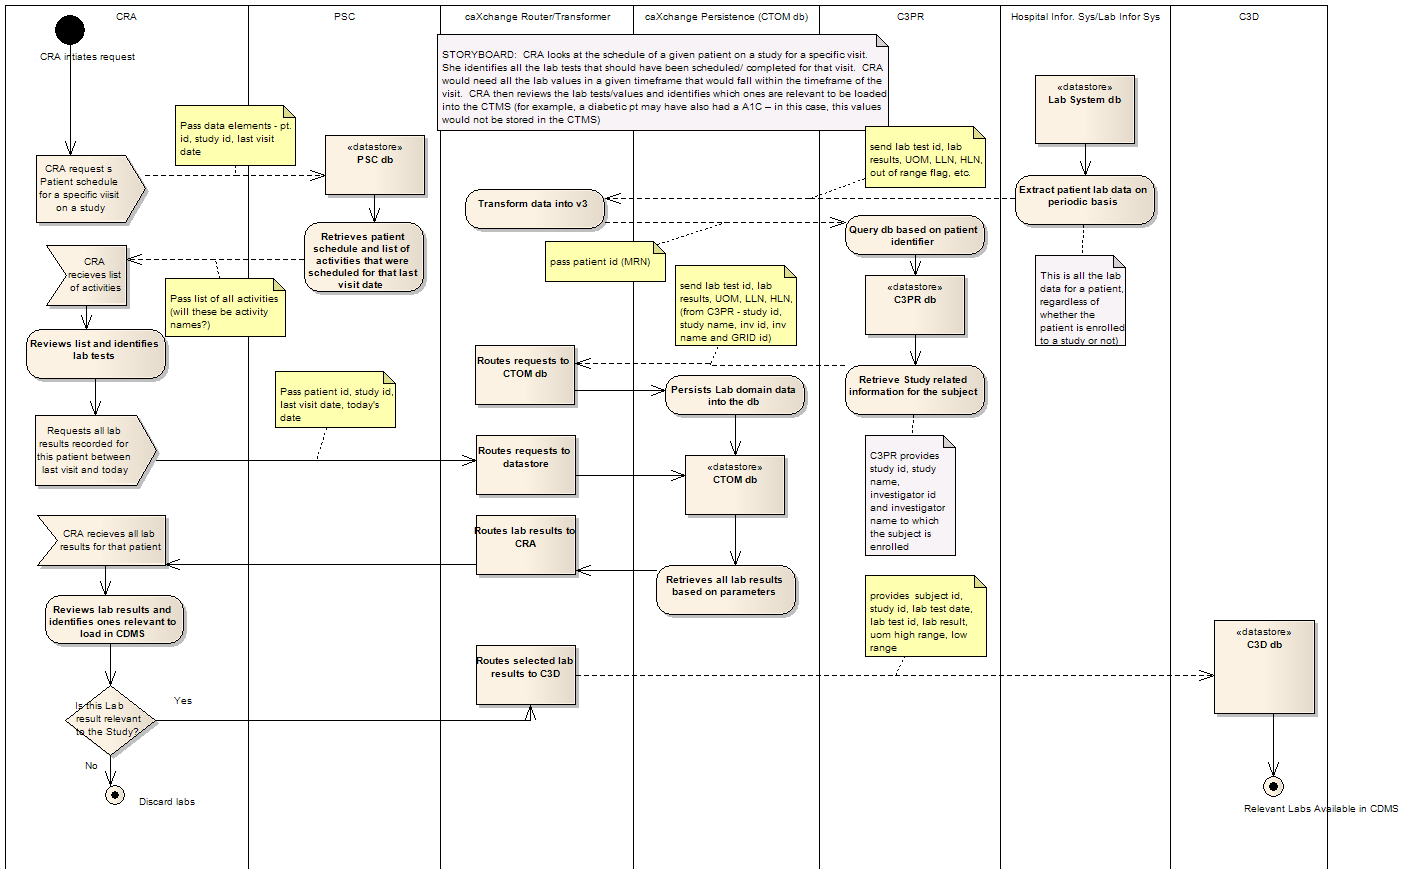 CRA
PSC
caXchange Router/Transformer
caXchange Persistence (CTOM db)
C3PR
Hospital Infor. Sys/Lab Infor Sys
C3D
CRA intiates request
STORYBOARD:  CRA looks at the schedule of a given patient on a study for a specific visit.
She identifies all the lab tests that should have been scheduled/ completed for that visit.  CRA
would need all the lab values in a given timeframe that would fall within the timeframe of the
visit.  CRA then reviews the lab tests/values and identifies which ones are relevant to be loaded
into the CTMS (for example, a diabetic pt may have also had a A1C – in this case, this values
would not be stored in the CTMS)
«datastore»
Lab System db
Pass data elements - pt.
id, study id, last visit
date
«datastore»
PSC db
send lab test id, lab
results, UOM, LLN, HLN,
out of range flag, etc.
CRA request s
Patient schedule
for a specific viisit
on a study
Transform data into v3
Extract patient lab data on
periodic basis
Retrieves patient
schedule and list of
activities that were
scheduled for that last
visit date
Query db based on patient
identifier
pass patient id (MRN)
CRA
recieves list
of activities
Pass list of all activities
(will these be activity
names?)
send lab test id, lab
results, UOM, LLN, HLN,
(from C3PR - study id,
study name, inv id, inv
name and GRID id)
«datastore»
C3PR db
This is all the lab
data for a patient,
regardless of
whether the
patient is enrolled
to a study or not)
Reviews list and identifies
lab tests
Routes requests to
CTOM db
Persists Lab domain data
into the db
Retrieve Study related
information for the subject
Pass patient id, study id,
last visit date, today's
date
Requests all lab
results recorded for
this patient between
last visit and today
Routes requests to
datastore
«datastore»
CTOM db
C3PR provides
study id, study
name,
investigator id
and investigator
name to which
the subject is
enrolled
CRA recieves all lab
results for that patient
Routes lab results to
CRA
Retrieves all lab results
based on parameters
provides  subject id,
study id, lab test date,
lab test id, lab result,
uom high range, low
range
Reviews lab results and
identifies ones relevant to
load in CDMS
Routes selected lab
results to C3D
«datastore»
C3D db
Is this Lab
result relevant
to the Study?
Yes
No
Discard labs
Relevant Labs Available in CDMS